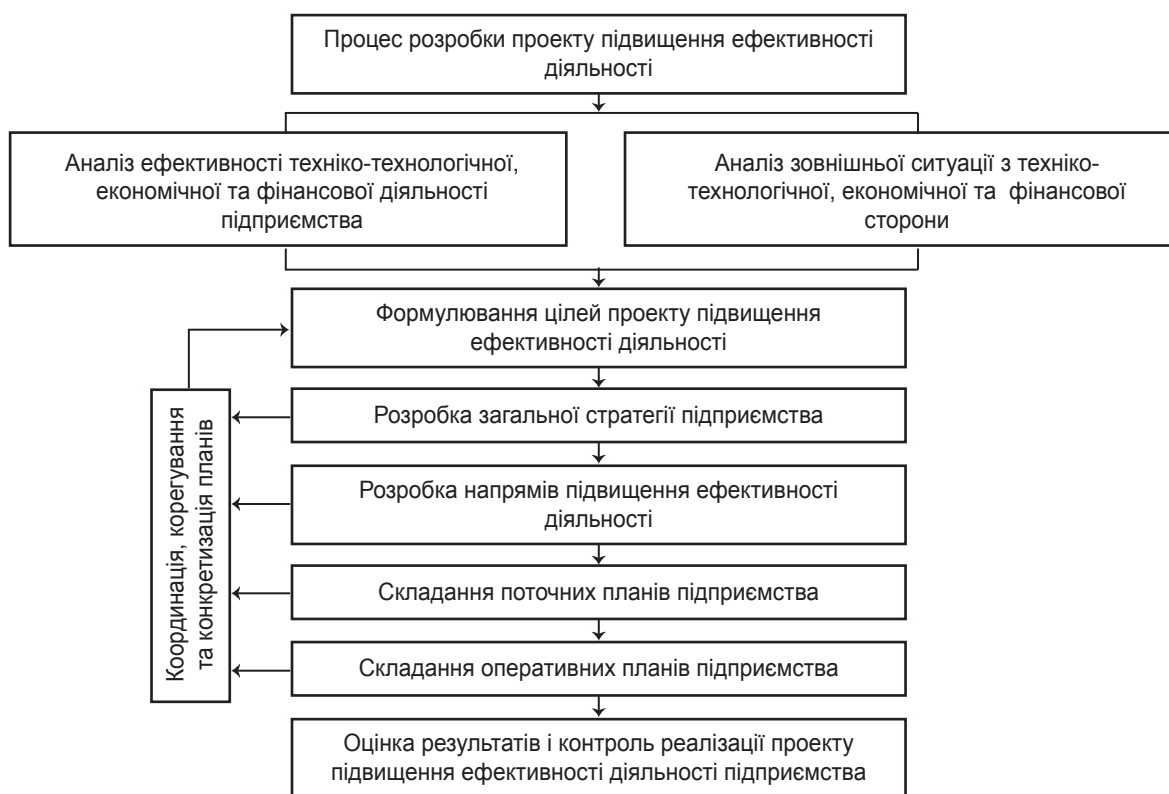 Процес розробки проекту підвищення ефективності
діяльності
Аналіз ефективності техніко-технологічної,
економічної та фінансової діяльності
підприємства
Аналіз зовнішньої ситуації з техніко-
технологічної, економічної та фінансової
сторони
Формулювання цілей проекту підвищення
ефективності діяльності
Координація, корегування
та конкретизація планів
Розробка загальної стратегії підприємства
Розробка напрямів підвищення ефективності
діяльності
Складання поточних планів підприємства
Складання оперативних планів підприємства
Оцінка результатів і контроль реалізації проекту
підвищення ефективності діяльності підприємства